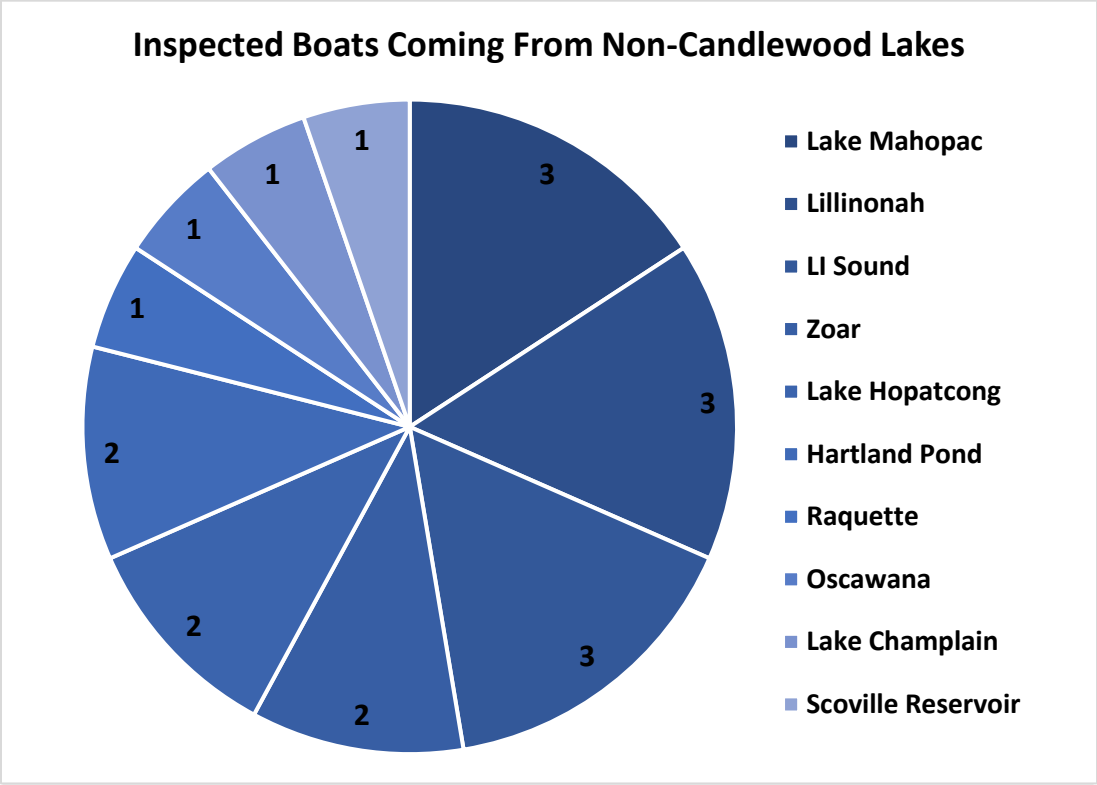 Inspected Boats Coming From Non-Candlewood Lakes
3
3
3
2
2
2
1
1
1
1
Lake Mahopac
Lillinonah
LI Sound
Zoar
Lake Hopatcong
Hartland Pond
Raquette
Oscawana
Lake Champlain
Scoville Reservoir